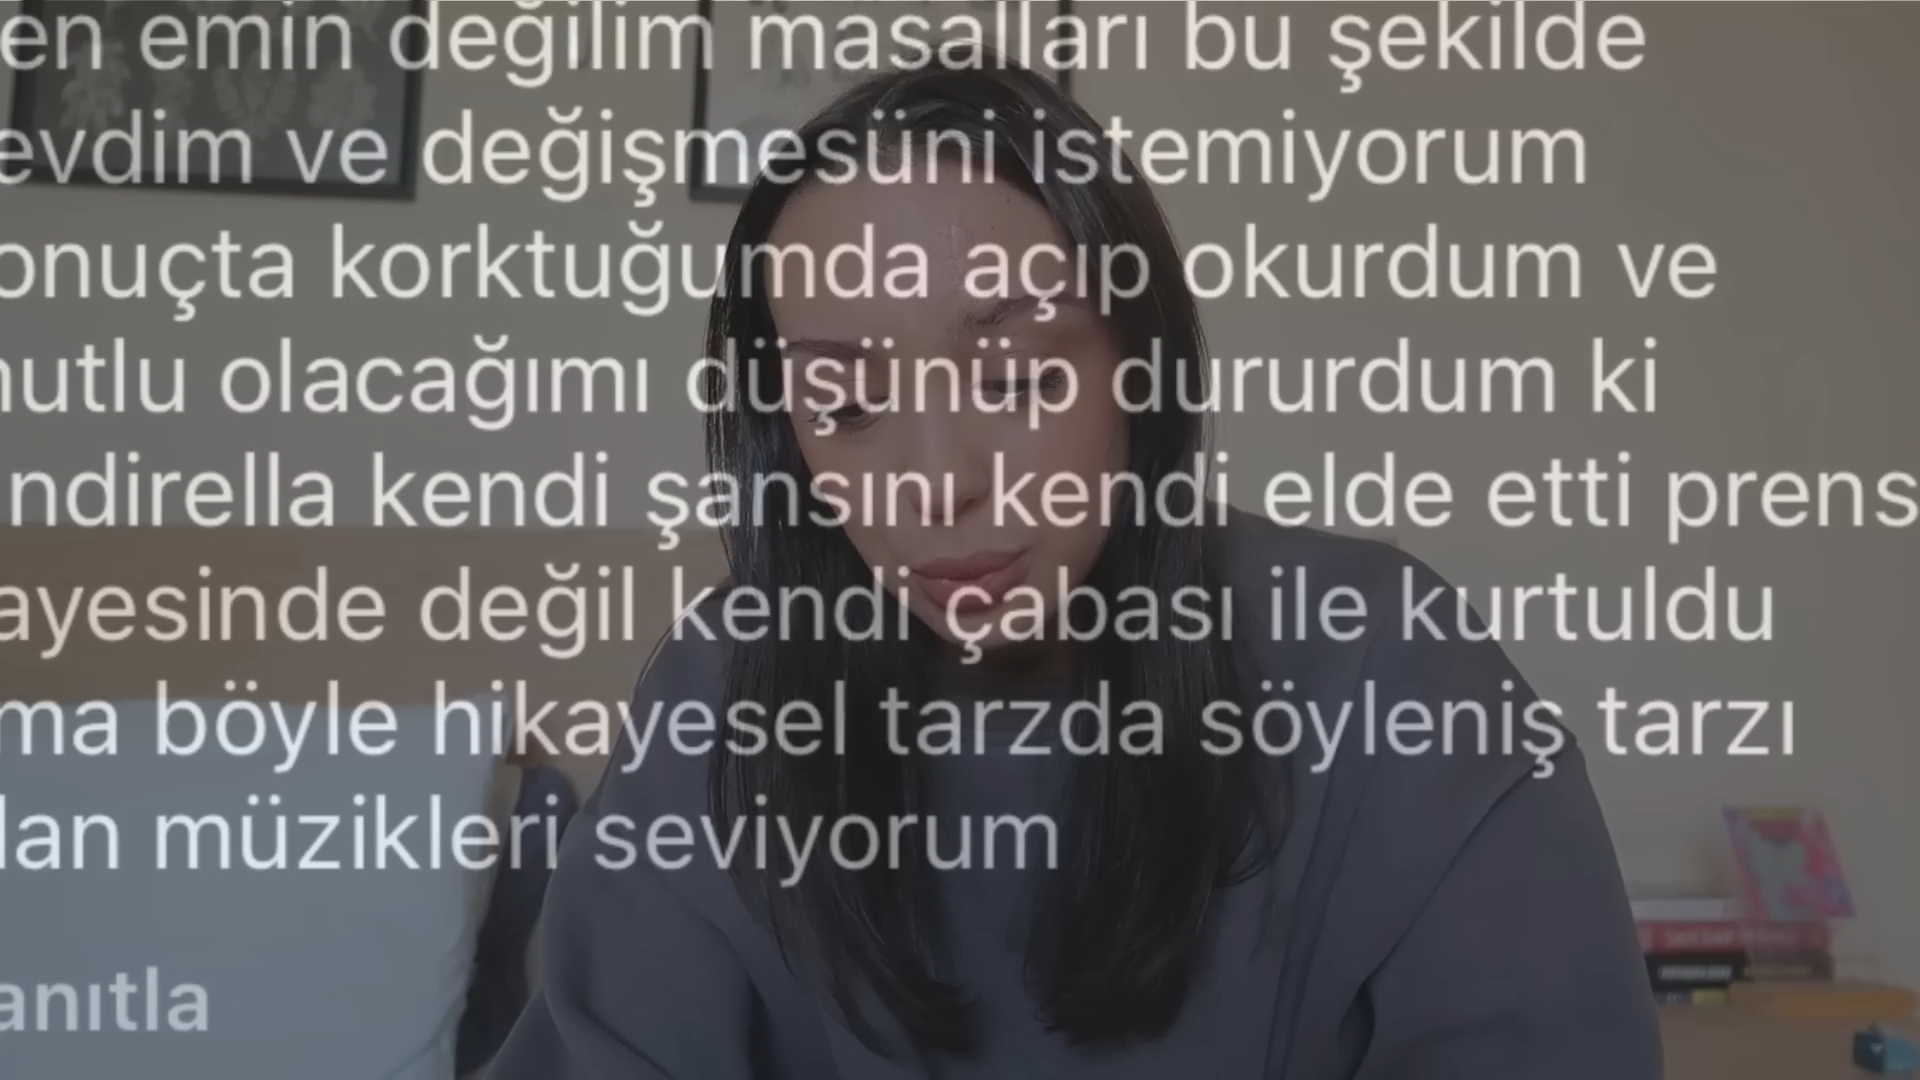 en emin değilim masalları bu şekilde
evdim ve değişmesüni istemiyorum
onuçta korktuğumda açıp okurdum ve
utlu olacağımı düşünüp dururdum ki
indirella kendi şansını kendi elde etti prens
ayesinde değil kendi çabası ile kurtuldu
ma böyle hikayesel tarzda söyleniş tarzı
lan müzikleri seviyorum
anıtla